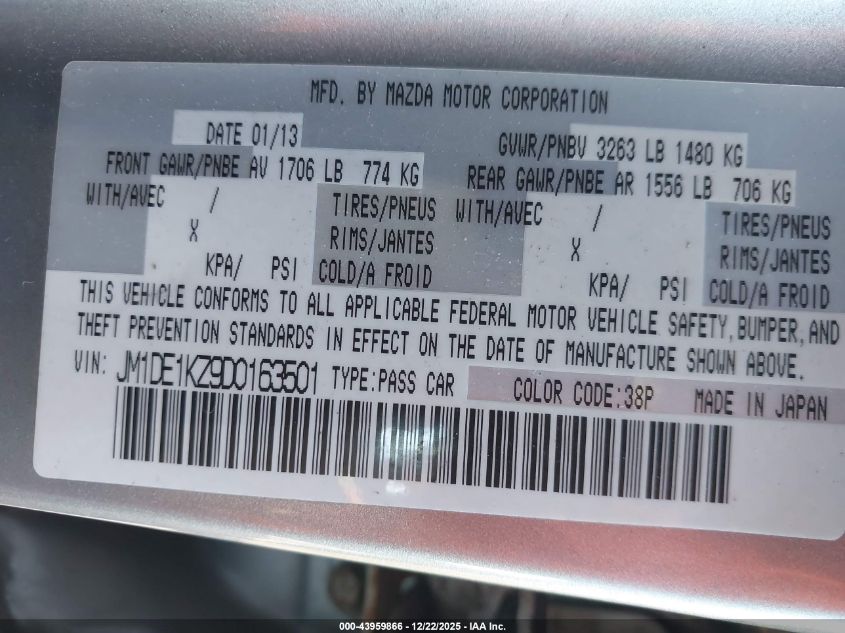 MFD. BY MAZDA MOTOR CORPORATION
DATE 01/13 GVWR/PNBV 3263 LB 1480 KG
FRONT GAWR/PNBE AV 1706 LB 774 KG REAR GAWR/PNBE AR 1556 LB 706 KG
WITH/AVEC / TIRES/PNEUS WITH/AVEC / TIRES/PNEUS
X RIMS/JANTES X RIMS/JANTES
KPA/ PSI COLD/A FROID KPA/ PSI COLD/A FROID
THIS VEHICLE CONFORMS TO ALL APPLICABLE FEDERAL MOTOR VEHICLE SAFETY, BUMPER, AND
THEFT PREVENTION STANDARDS IN EFFECT ON THE DATE OF MANUFACTURE SHOWN ABOVE.
VIN: JM1DE1KZ9D0163501 TYPE:PASS CAR COLOR CODE:38P MADE IN JAPAN
000-43959866 - 12/22/2025 - IAA Inc.